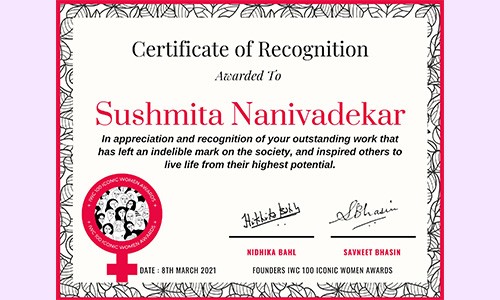 Certificate of Recognition
Awarded To
Sushmita Nanivadekar
In appreciation and recognition of your outstanding work that
has left an indelible mark on the society, and inspired others to
live life from their highest potential.
IWC 100 ICONIC WOMEN AWARDS
IWC 100 ICONIC WOMEN AWARDS
Hidhika Bahl
SBhasin
NIDHIKA BAHL SAVNEET BHASIN
DATE : 8TH MARCH 2021 FOUNDERS IWC 100 ICONIC WOMEN AWARDS